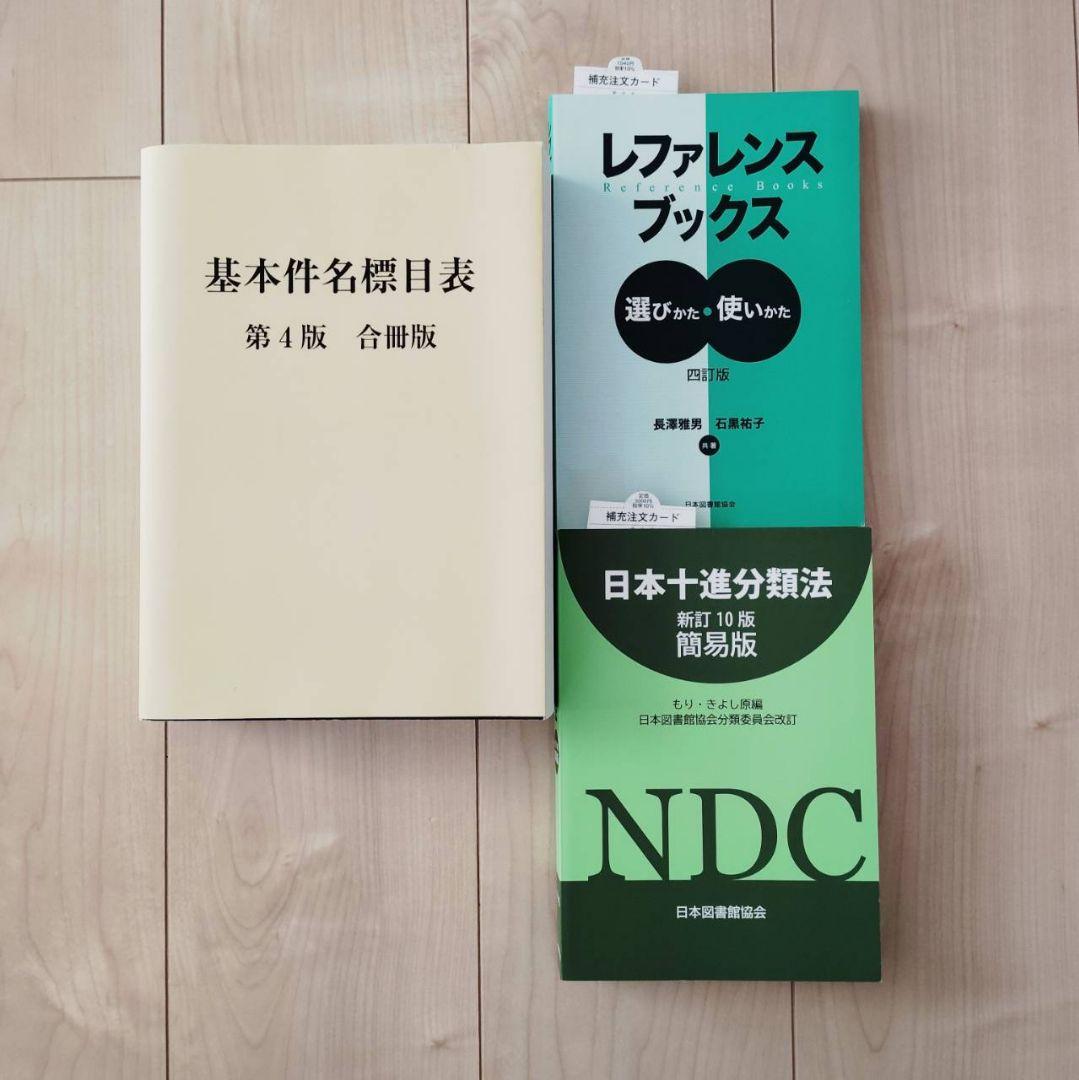 基本件名標目表
第4版 合冊版
補充注文カード
レファレンス
Reference Books
ブックス
選びかた・使いかた
四訂版
長澤雅男 石黒祐子
共著
日本図書館協会
定価
補充注文カード
日本十進分類法
新訂10版
簡易版
もり・きよし原編
日本図書館協会分類委員会改訂
NDC
日本図書館協会